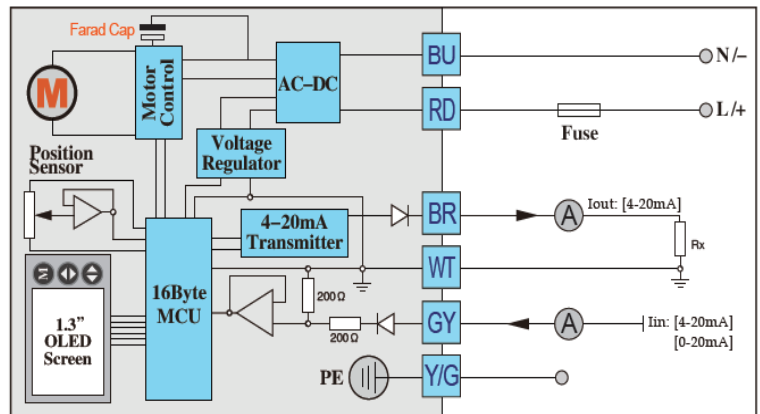 Farad Cap
M
Motor
Control
AC–DC
BU
N/–
RD
L/+
Fuse
Voltage
Regulator
Position
Sensor
4–20mA
Transmitter
BR
A
Iout: [4-20mA]
Rx
WT
16Byte
MCU
200Ω
200Ω
GY
A
Iin: [4-20mA]
[0-20mA]
M
1.3”
OLED
Screen
PE
Y/G